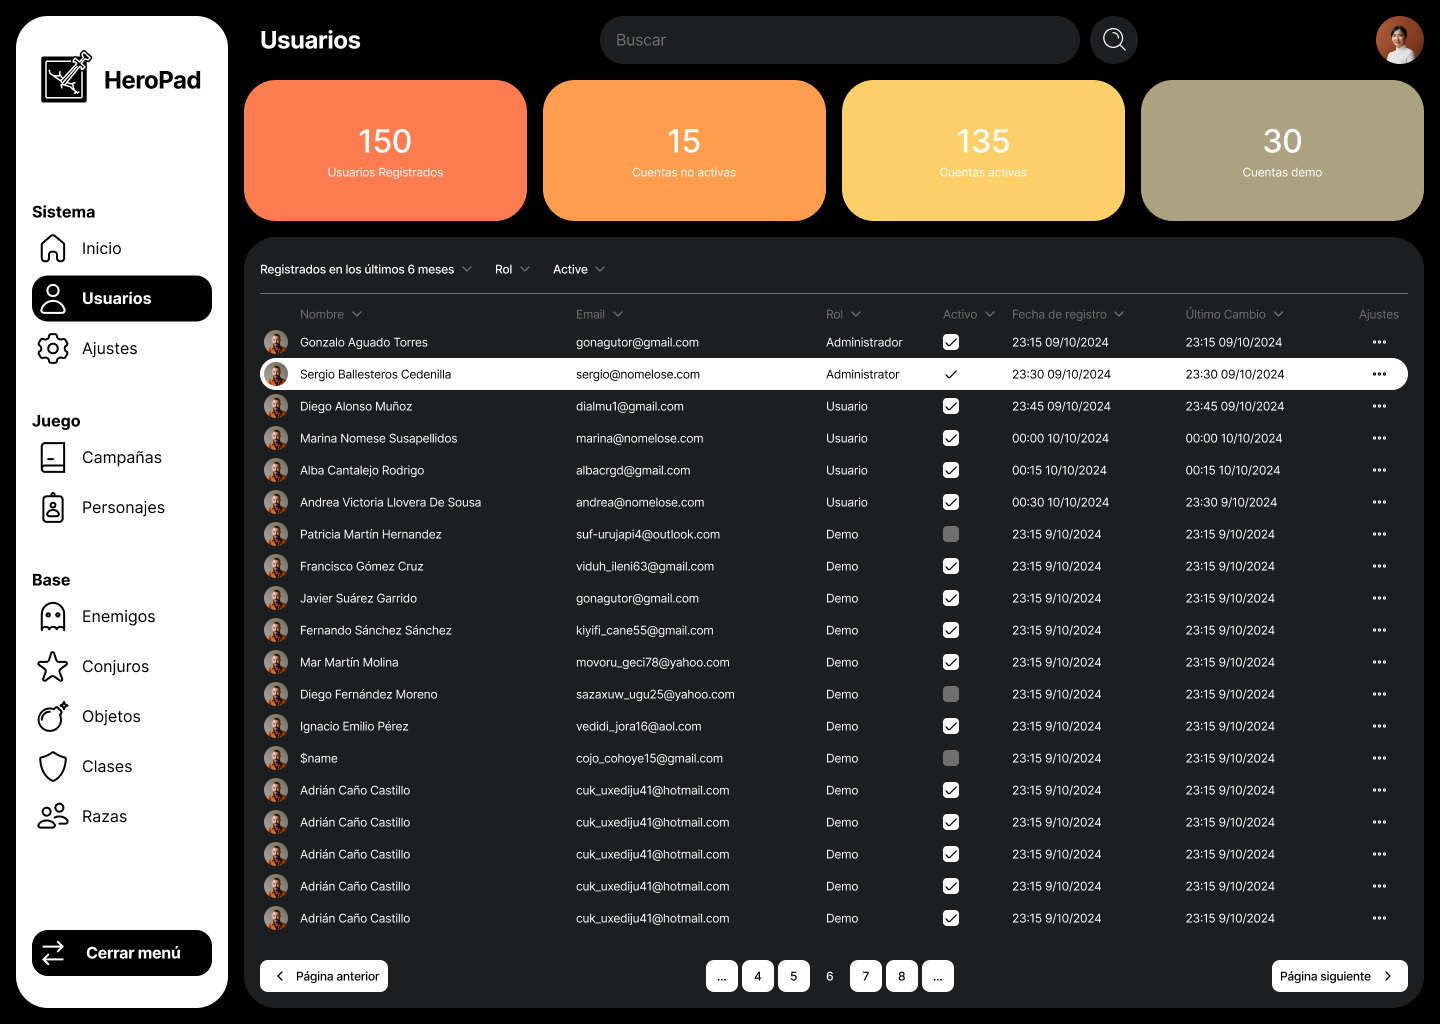 HeroPad
Sistema
Inicio
Usuarios
Ajustes
Juego
Campañas
Personajes
Base
Enemigos
Conjuros
Objetos
Clases
Razas
Cerrar menú
Usuarios
Buscar
150
Usuarios Registrados
15
Cuentas no activas
135
Cuentas activas
30
Cuentas demo
Registrados en los últimos 6 meses Rol Active
Nombre Email Rol Activo Fecha de registro Último Cambio Ajustes
Gonzalo Aguado Torres gonagutor@gmail.com Administrador 23:15 09/10/2024 23:15 09/10/2024
Sergio Ballesteros Cedenilla sergio@nomelose.com Administrator 23:30 09/10/2024 23:30 09/10/2024
Diego Alonso Muñoz dialmu1@gmail.com Usuario 23:45 09/10/2024 23:45 09/10/2024
Marina Nomese Susapellidos marina@nomelose.com Usuario 00:00 10/10/2024 00:00 10/10/2024
Alba Cantalejo Rodrigo albacrgd@gmail.com Usuario 00:15 10/10/2024 00:15 10/10/2024
Andrea Victoria Llovera De Sousa andrea@nomelose.com Usuario 00:30 10/10/2024 23:30 9/10/2024
Patricia Martín Hernandez suf-urujapi4@outlook.com Demo 23:15 9/10/2024 23:15 9/10/2024
Francisco Gómez Cruz viduh_ileni63@gmail.com Demo 23:15 9/10/2024 23:15 9/10/2024
Javier Suárez Garrido gonagutor@gmail.com Demo 23:15 9/10/2024 23:15 9/10/2024
Fernando Sánchez Sánchez kiyifi_cane55@gmail.com Demo 23:15 9/10/2024 23:15 9/10/2024
Mar Martín Molina movoru_geci78@yahoo.com Demo 23:15 9/10/2024 23:15 9/10/2024
Diego Fernández Moreno sazaxuw_ugu25@yahoo.com Demo 23:15 9/10/2024 23:15 9/10/2024
Ignacio Emilio Pérez vedidi_jora16@aol.com Demo 23:15 9/10/2024 23:15 9/10/2024
$name cojo_cohoye15@gmail.com Demo 23:15 9/10/2024 23:15 9/10/2024
Adrián Caño Castillo cuk_uxediju41@hotmail.com Demo 23:15 9/10/2024 23:15 9/10/2024
Adrián Caño Castillo cuk_uxediju41@hotmail.com Demo 23:15 9/10/2024 23:15 9/10/2024
Adrián Caño Castillo cuk_uxediju41@hotmail.com Demo 23:15 9/10/2024 23:15 9/10/2024
Adrián Caño Castillo cuk_uxediju41@hotmail.com Demo 23:15 9/10/2024 23:15 9/10/2024
Adrián Caño Castillo cuk_uxediju41@hotmail.com Demo 23:15 9/10/2024 23:15 9/10/2024
Página anterior ... 4 5 6 7 8 ... Página siguiente